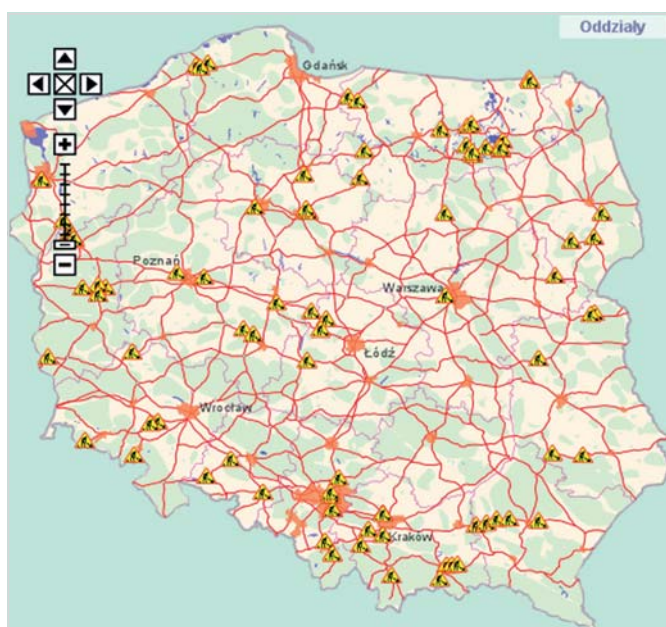 Oddziały
Gdańsk
Poznań
Warszawa
Łódź
Wrocław
Kraków